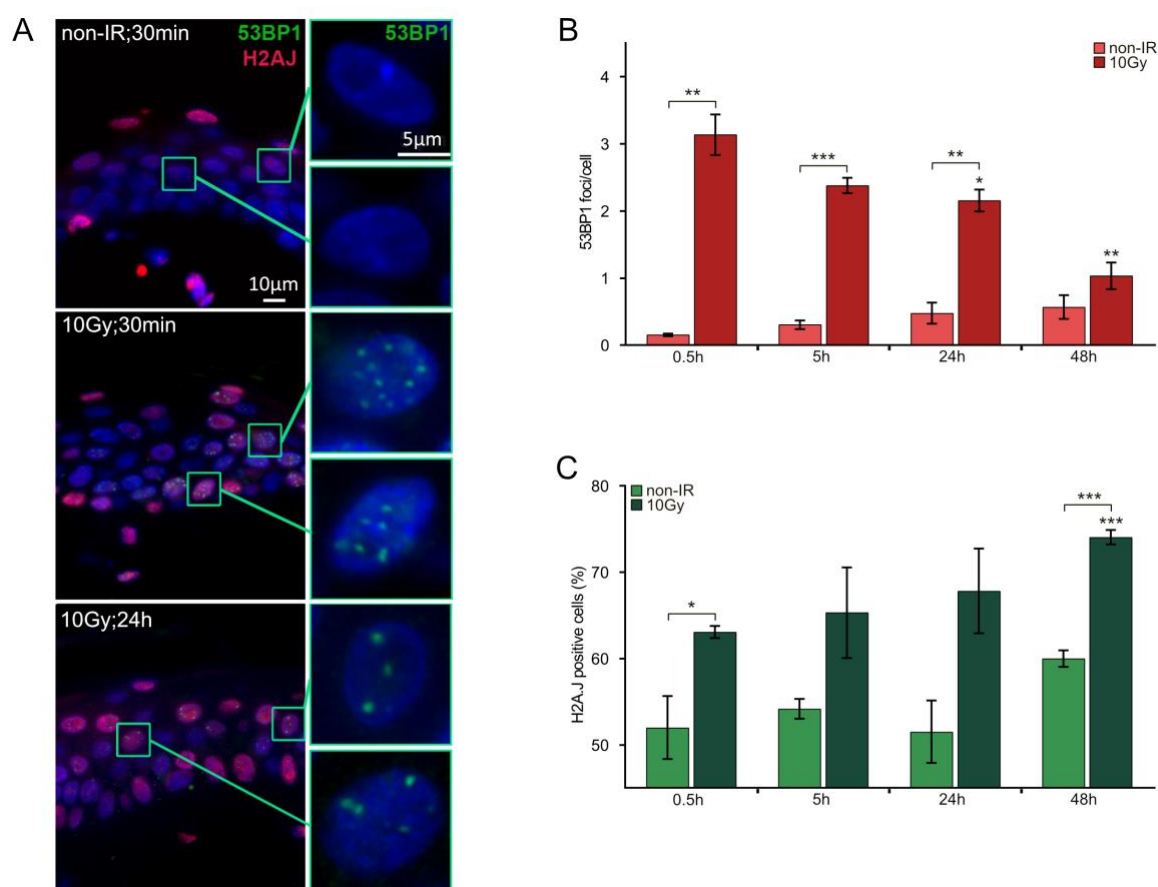 A
non-IR;30min
53BP1
H2AJ
53BP1
5µm
10µm
10Gy;30min
10Gy;24h
B
non-IR
10Gy
53BP1 foci/cell
4
3
2
1
0
**
***
**
*
**
0.5h
5h
24h
48h
C
non-IR
10Gy
H2A.J positive cells (%)
80
70
60
50
*
***
***
0.5h
5h
24h
48h